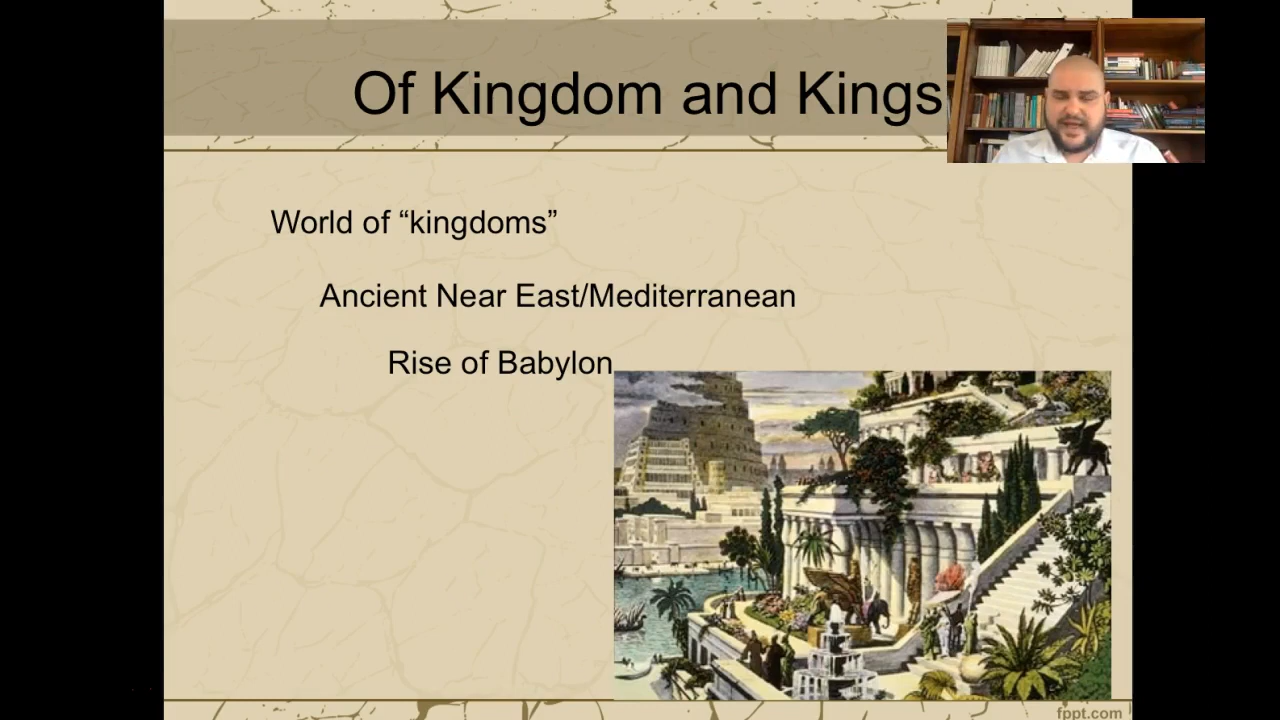 Of Kingdom and Kings
World of “kingdoms”
Ancient Near East/Mediterranean
Rise of Babylon
fppt.com